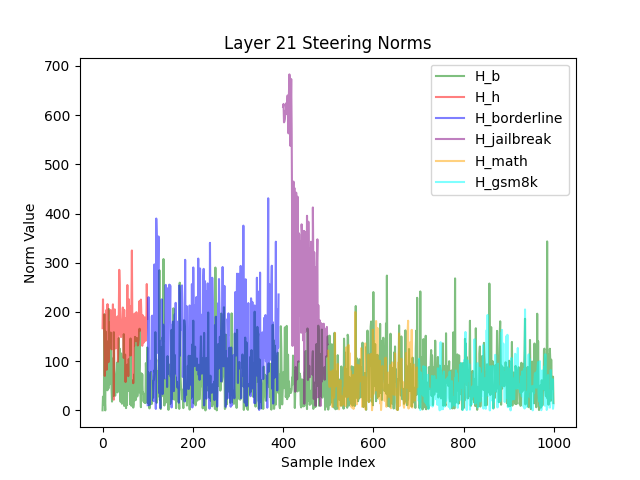 Layer 21 Steering Norms
Norm Value
700
600
500
400
300
200
100
0
H_b
H_h
H_borderline
H_jailbreak
H_math
H_gsm8k
0 200 400 600 800 1000
Sample Index